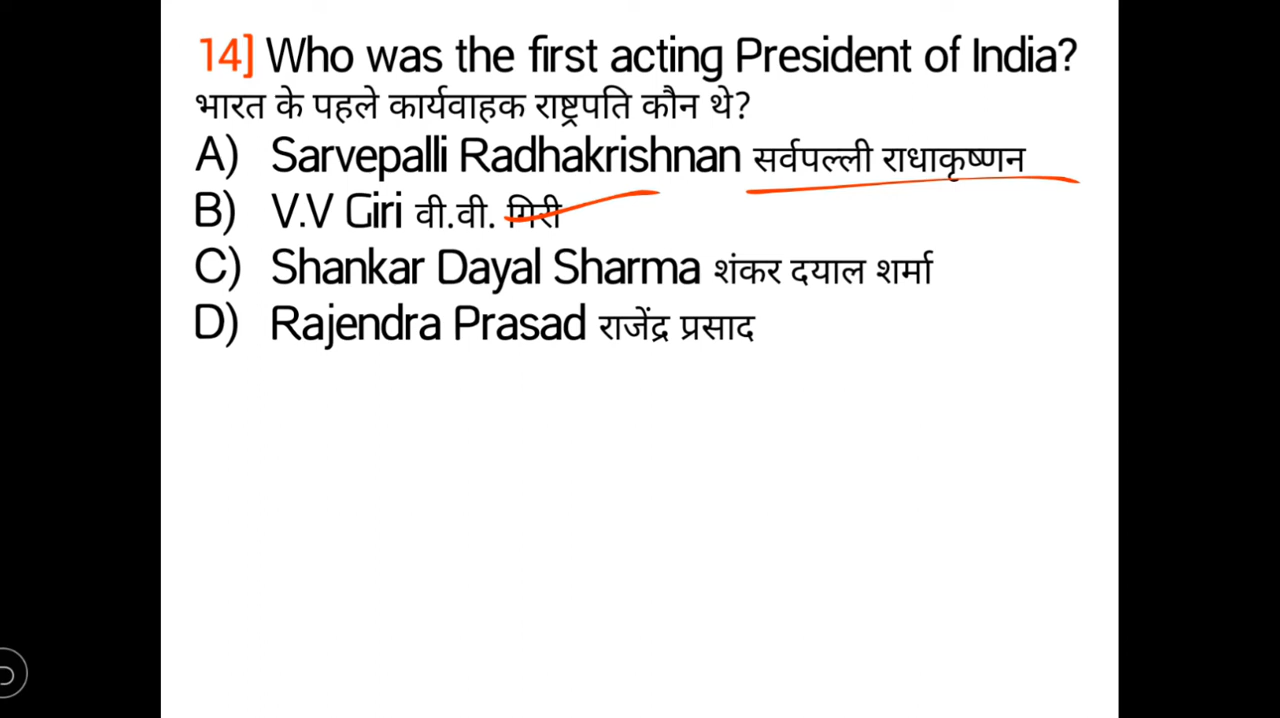 14] Who was the first acting President of India?
भारत के पहले कार्यवाहक राष्ट्रपति कौन थे?
A) Sarvepalli Radhakrishnan सर्वपल्ली राधाकृष्णन
B) V.V Giri वी.वी. गिरी
C) Shankar Dayal Sharma शंकर दयाल शर्मा
D) Rajendra Prasad राजेंद्र प्रसाद